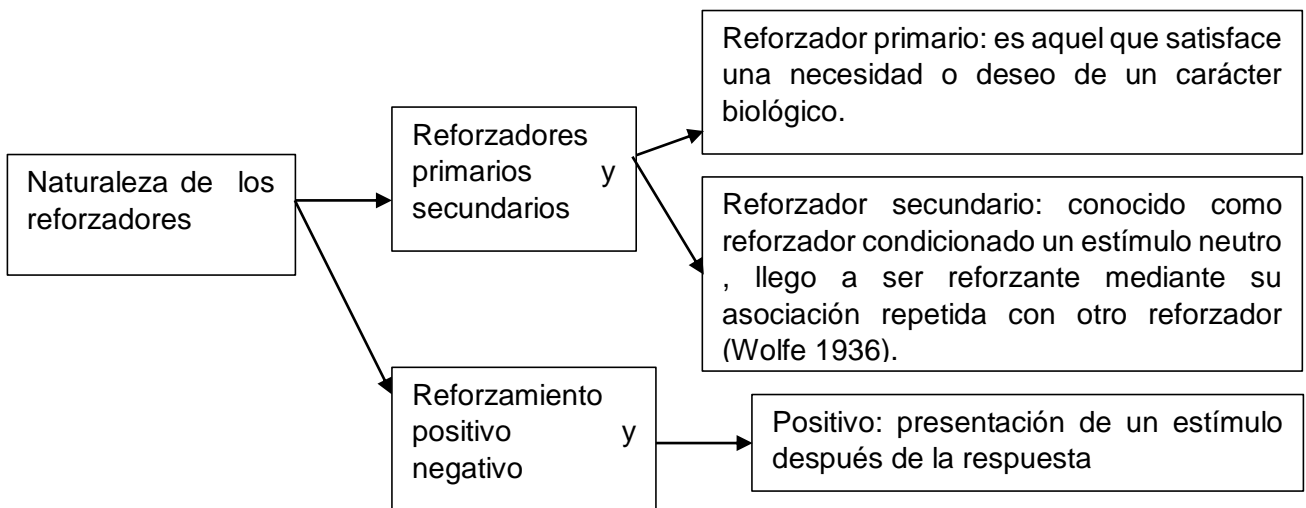 Naturaleza de los
reforzadores
Reforzadores
primarios y
secundarios
Reforzador primario: es aquel que satisface
una necesidad o deseo de un carácter
biológico.
Reforzador secundario: conocido como
reforzador condicionado un estímulo neutro
, llego a ser reforzante mediante su
asociación repetida con otro reforzador
(Wolfe 1936).
Reforzamiento
positivo y
negativo
Positivo: presentación de un estímulo
después de la respuesta